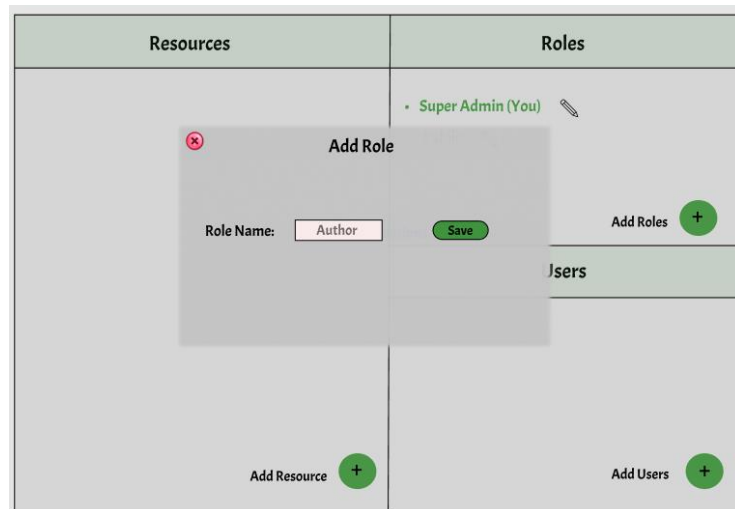 Resources
Roles
• Super Admin (You)
Add Role
Role Name:
Author
Save
Add Roles
+
Users
Add Resource
+
Add Users
+